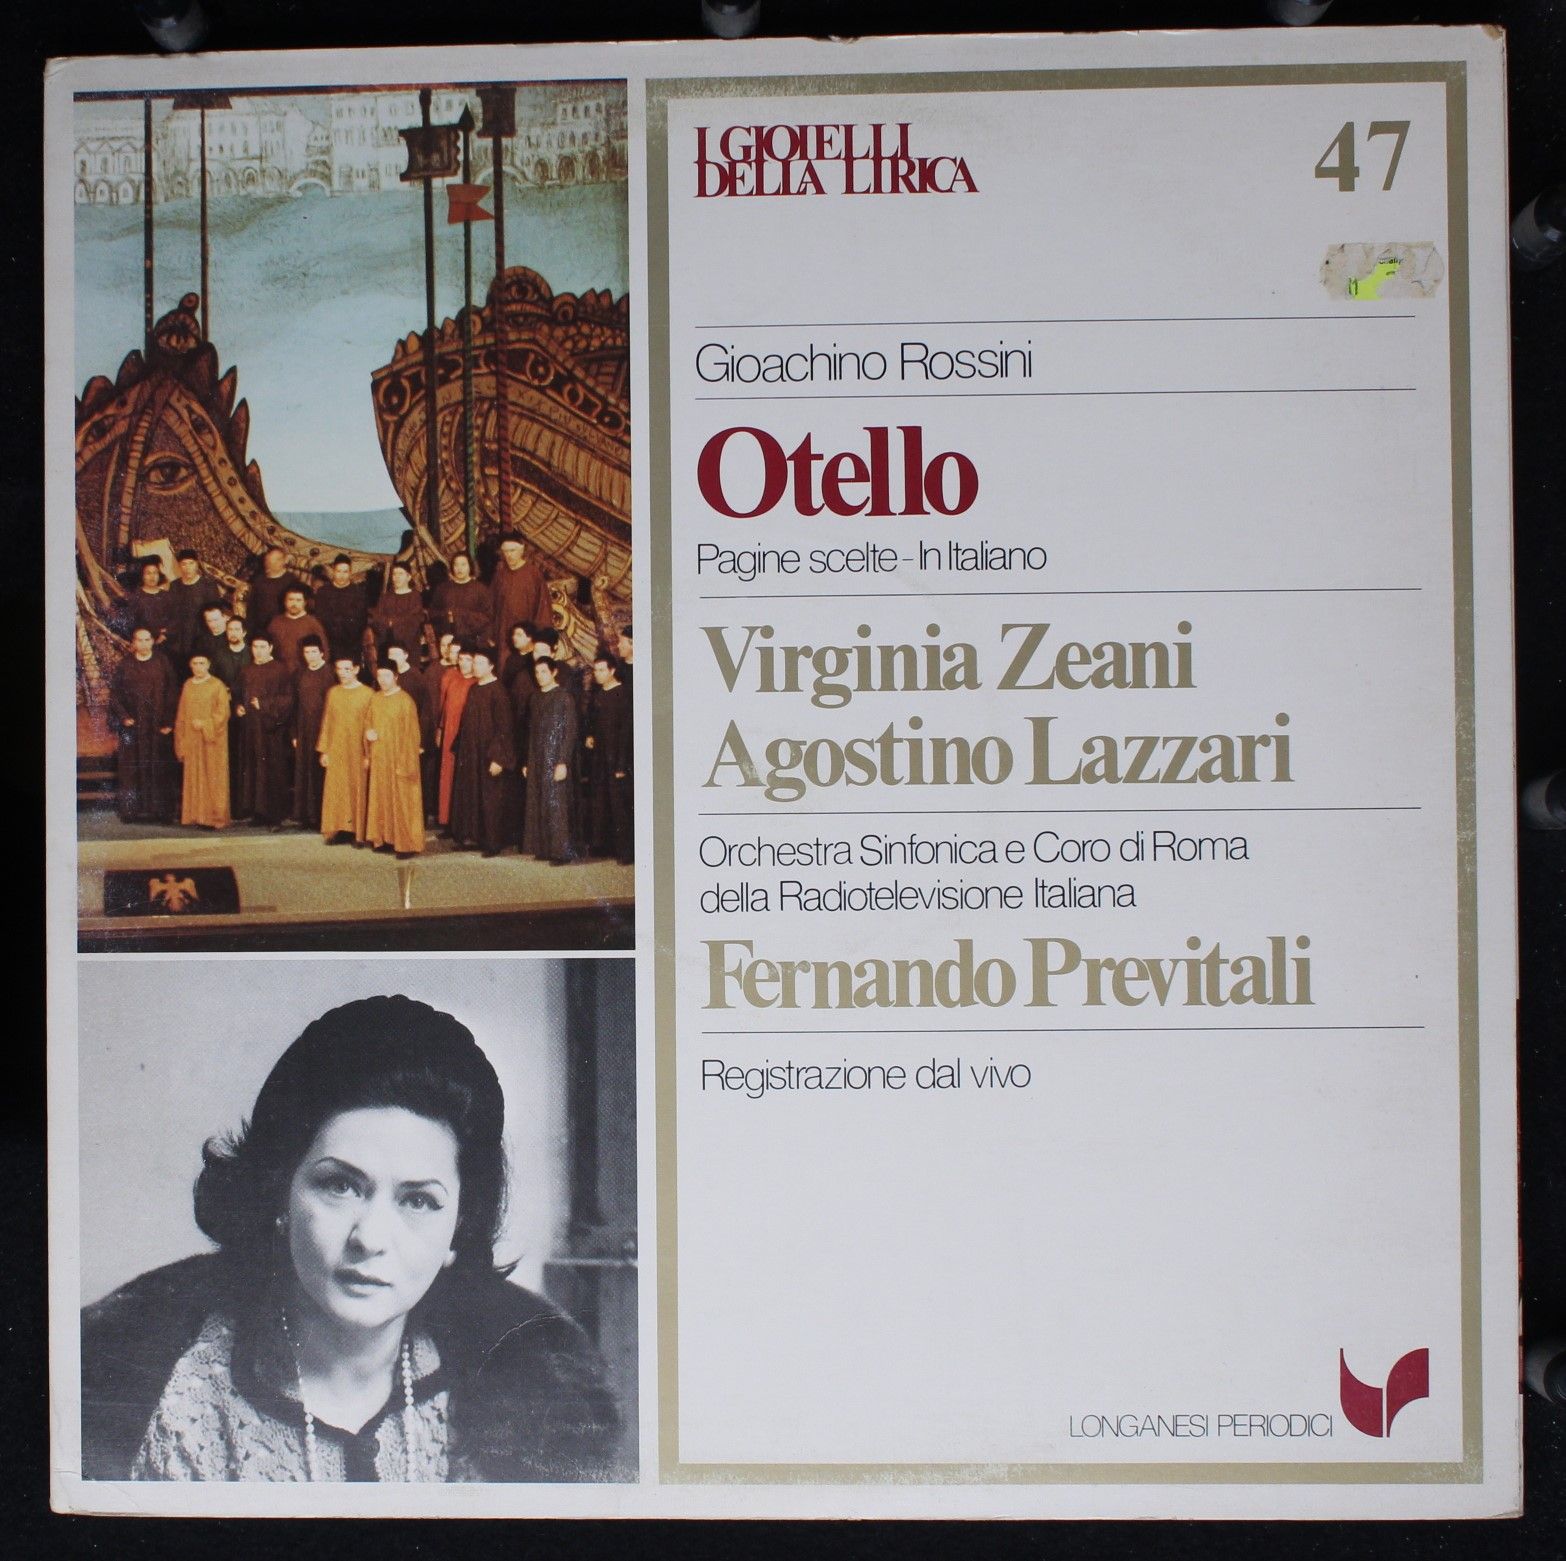 I GIOIELLI
DELLA LIRICA
47
Gioachino Rossini
Otello
Pagine scelte - In Italiano
Virginia Zeani
Agostino Lazzari
Orchestra Sinfonica e Coro di Roma
della Radiotelevisione Italiana
Fernando Previtali
Registrazione dal vivo
LONGANESI PERIODICI